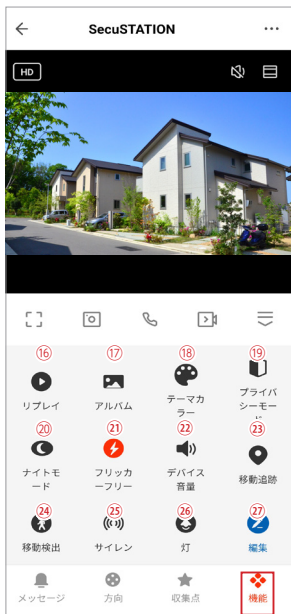 SecuSTATION
HD
⑯ ⑰ ⑱ ⑲
リプレイ アルバム テーマカラー プライバシーモード
⑳ ㉑ ㉒ ㉓
ナイトモード フリッカーフリー デバイス音量 移動追跡
㉔ ㉕ ㉖ ㉗
移動検出 サイレン 灯 編集
メッセージ 方向 収集点 機能